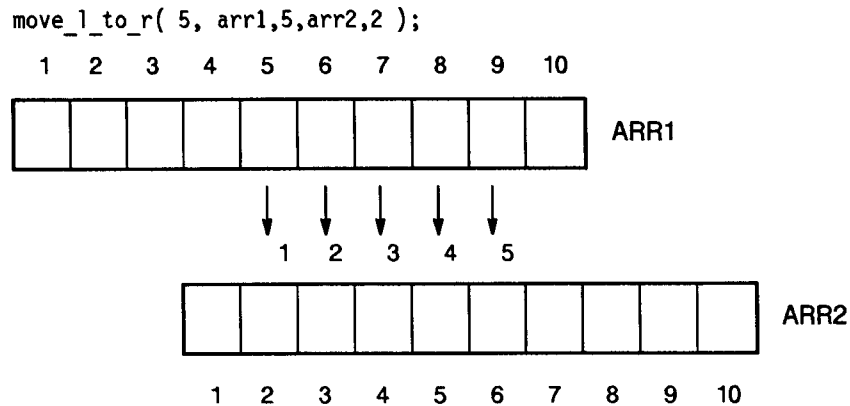 move_l_to_r( 5, arr1,5,arr2,2 );
1 2 3 4 5 6 7 8 9 10
ARR1
1 2 3 4 5
ARR2
1 2 3 4 5 6 7 8 9 10